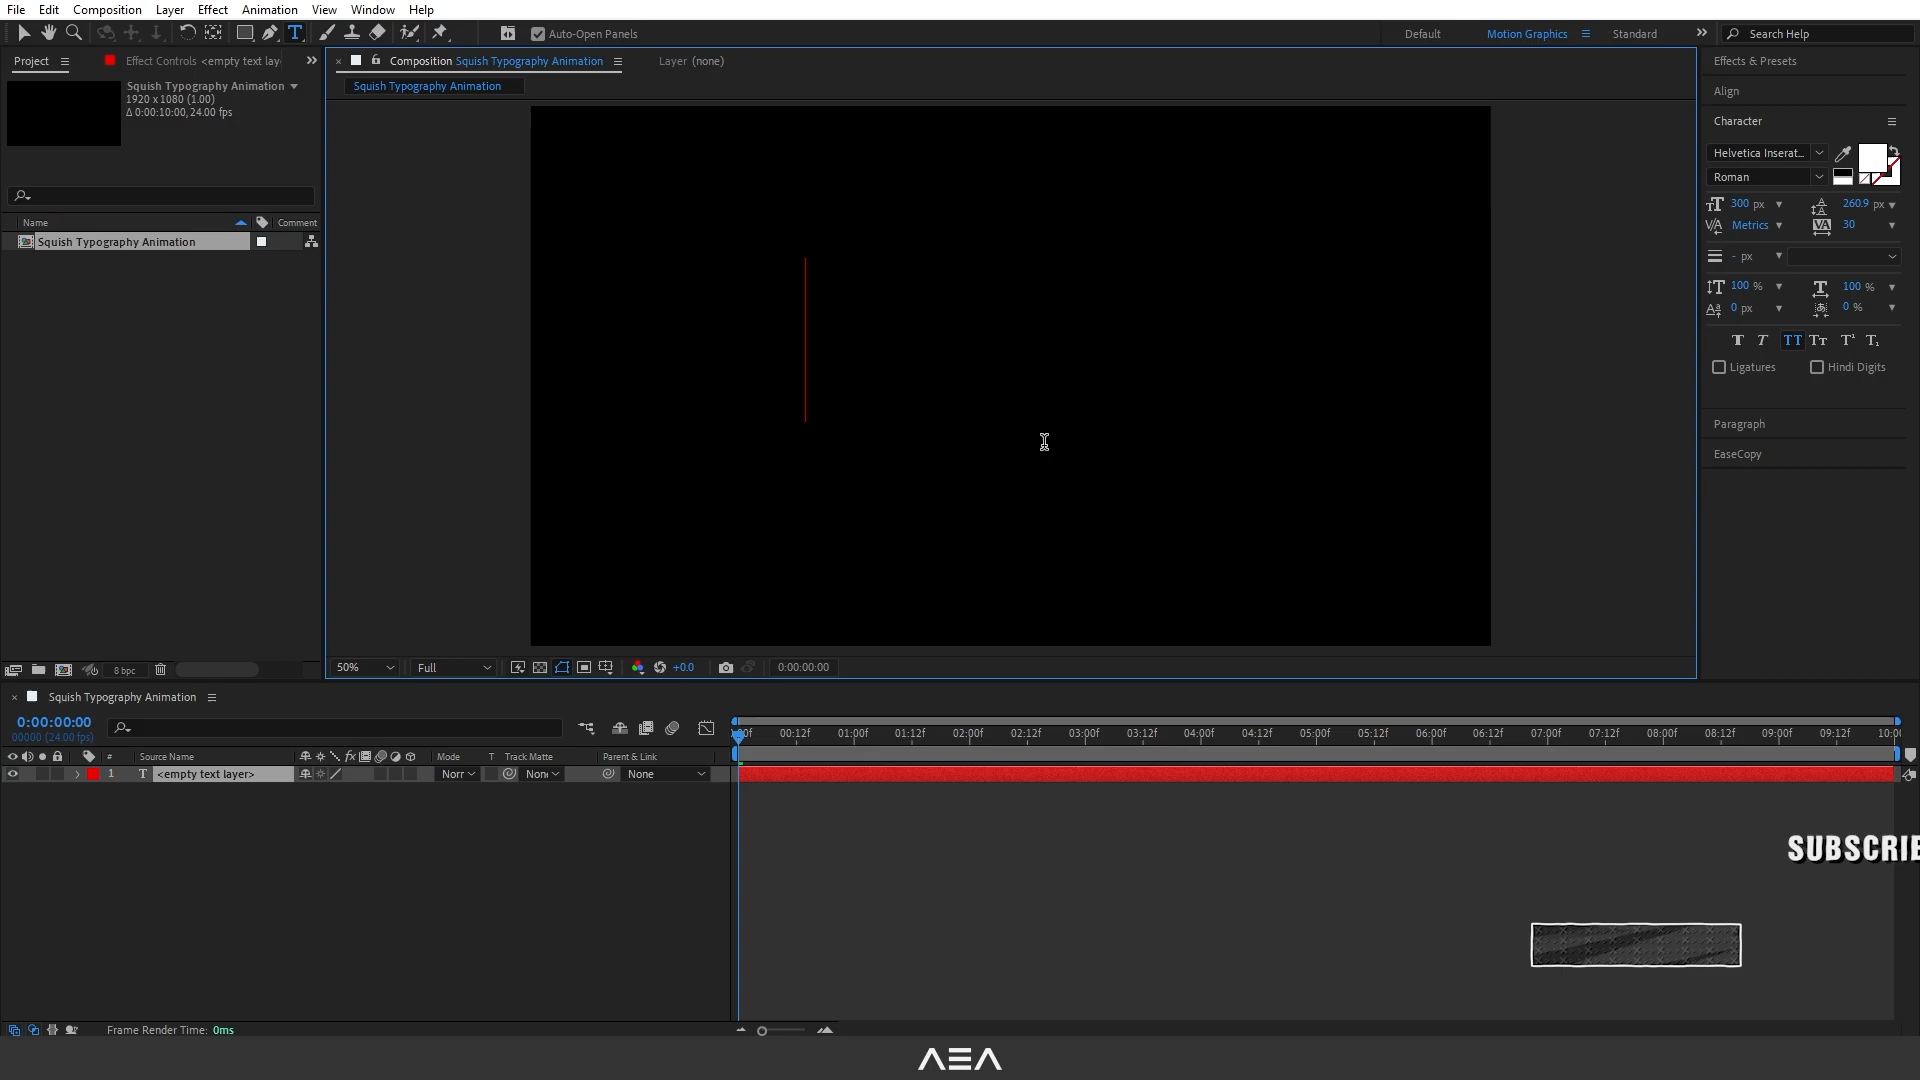 File Edit Composition Layer Effect Animation View Window Help
Auto-Open Panels
Default Motion Graphics Standard
Search Help
Project
Effect Controls <empty text lay
Composition Squish Typography Animation
Layer (none)
Squish Typography Animation
Squish Typography Animation
1920 x 1080 (1.00)
Δ 0:00:10:00, 24.00 fps
Name Comment
Squish Typography Animation
8 bpc
50% Full +0.0 0:00:00:00
Effects & Presets
Align
Character
Helvetica Inserat...
Roman
300 px 260.9 px
Metrics 30
- px
100 % 100 %
0 px 0 %
Ligatures Hindi Digits
Paragraph
EaseCopy
Squish Typography Animation
0:00:00:00
00000 (24.00 fps)
00:12f 01:00f 01:12f 02:00f 02:12f 03:00f 03:12f 04:00f 04:12f 05:00f 05:12f 06:00f 06:12f 07:00f 07:12f 08:00f 08:12f 09:00f 09:12f 10:0
# Source Name Mode T Track Matte Parent & Link
1 T <empty text layer> Norr None None
SUBSCRIB
Frame Render Time: 0ms
AEA